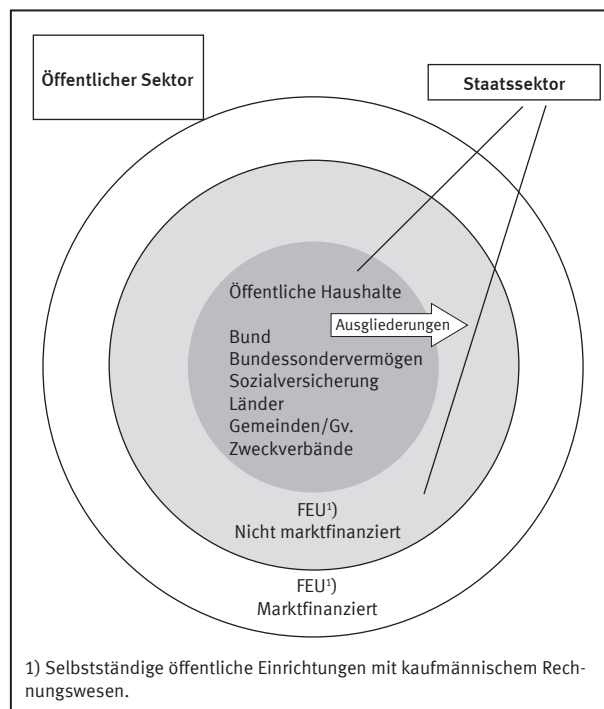 Öffentlicher Sektor
Staatssektor
Öffentliche Haushalte
Ausgliederungen
Bund
Bundessondervermögen
Sozialversicherung
Länder
Gemeinden/Gv.
Zweckverbände
FEU¹)
Nicht marktfinanziert
FEU¹)
Marktfinanziert
1) Selbstständige öffentliche Einrichtungen mit kaufmännischem Rech-
nungswesen.